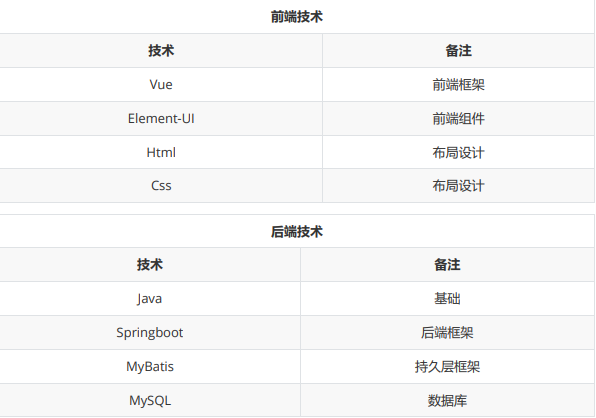 前端技术
技术 备注
Vue 前端框架
Element-UI 前端组件
Html 布局设计
Css 布局设计
后端技术
技术 备注
Java 基础
Springboot 后端框架
MyBatis 持久层框架
MySQL 数据库